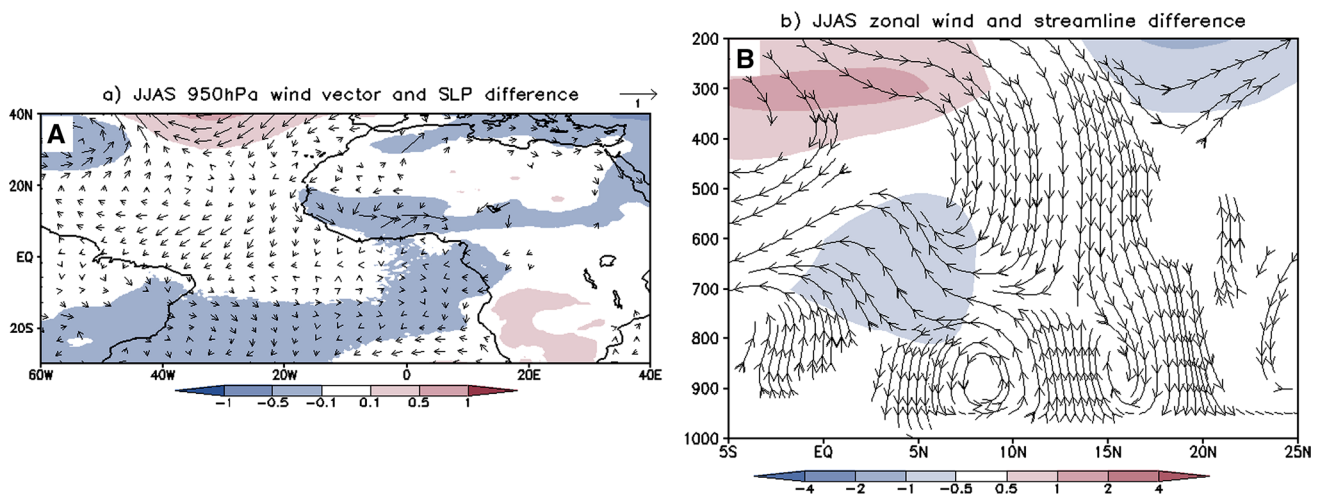 a) JJAS 950hPa wind vector and SLP difference
1
A
40N
20N
EQ
20S
60W 40W 20W 0 20E 40E
-1 -0.5 -0.1 0.1 0.5 1
b) JJAS zonal wind and streamline difference
B
200
300
400
500
600
700
800
900
1000
5S EQ 5N 10N 15N 20N 25N
-4 -2 -1 -0.5 0.5 1 2 4